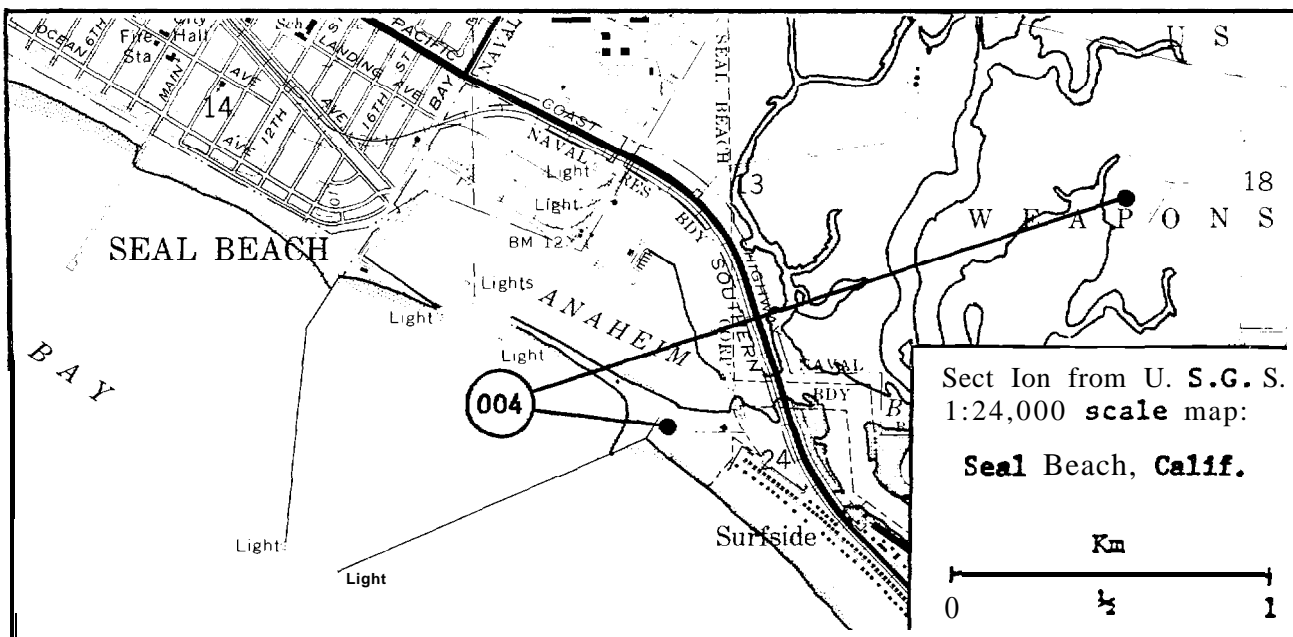 City
OCEAN
6TH
Fire Hall
Sta
Sch
ST
LANDING AVE
PACIFIC
NAVAL
BAY
MAIN
AVE
14
AVE
12TH
AVE
16TH
ST
COAST
NAVAL RES BDY
SEAL BEACH
U S
Light
Light
13
18
WEAPONS
BM 12
SEAL BEACH
Lights
ANAHEIM
HIGHWAY
SOUTHERN
Light
Light
BAY
NAVAL
BDY
004
24
B
Surfside
Light
Light
Sect Ion from U. S.G. S.
1:24,000 scale map:
Seal Beach, Calif.
Km
0 ½ 1